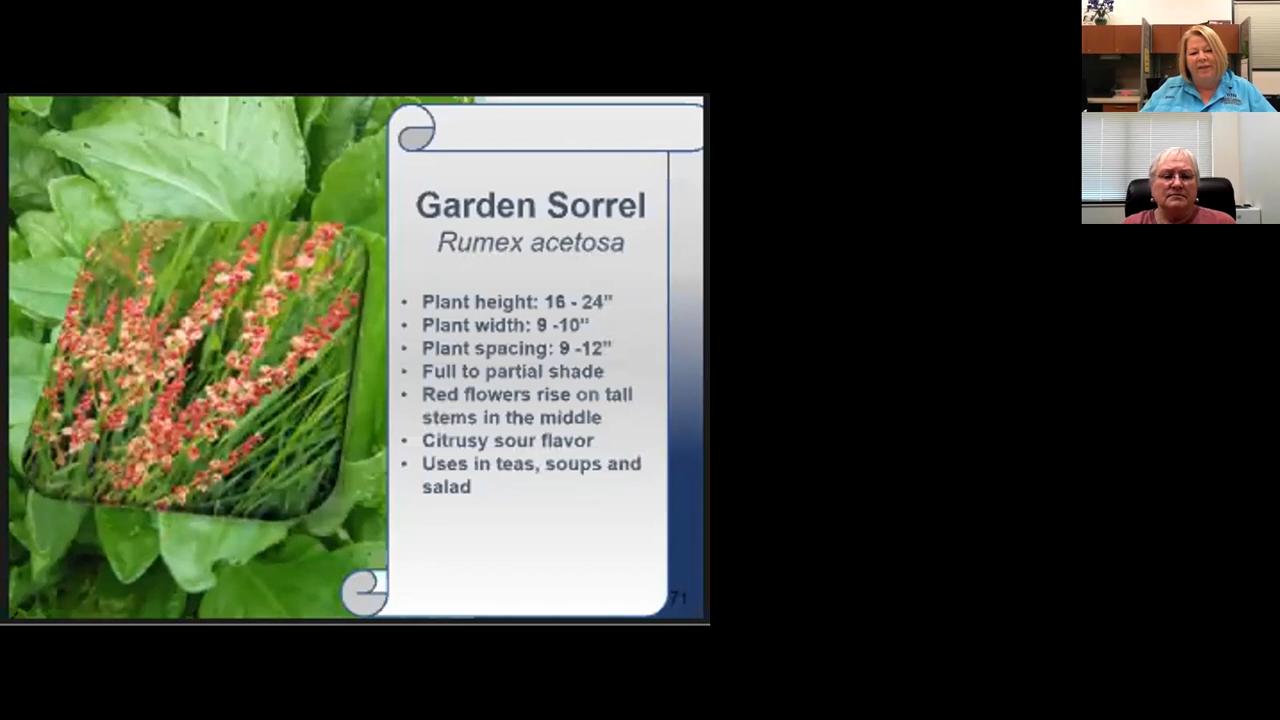 Garden Sorrel
Rumex acetosa
• Plant height: 16 - 24"
• Plant width: 9 -10"
• Plant spacing: 9 -12"
• Full to partial shade
• Red flowers rise on tall
stems in the middle
• Citrusy sour flavor
• Uses in teas, soups and
salad
71